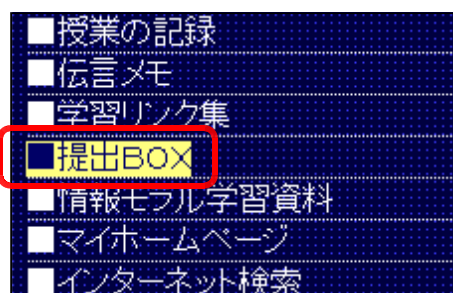 ■授業の記録
■伝言メモ
■学習リンク集
■提出BOX
■情報モラル学習資料
■マイホームページ
■インターネット検索